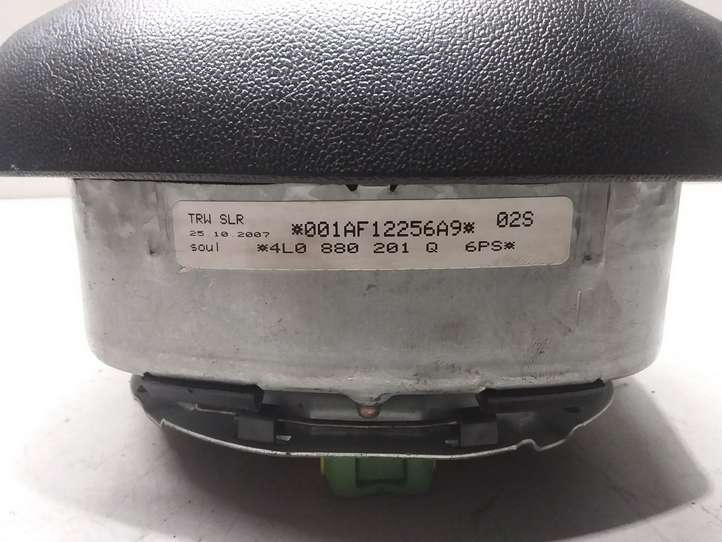 TRW SLR
25.10.2007 *001AF12256A9* 02S
soul *4L0 880 201 Q 6PS*